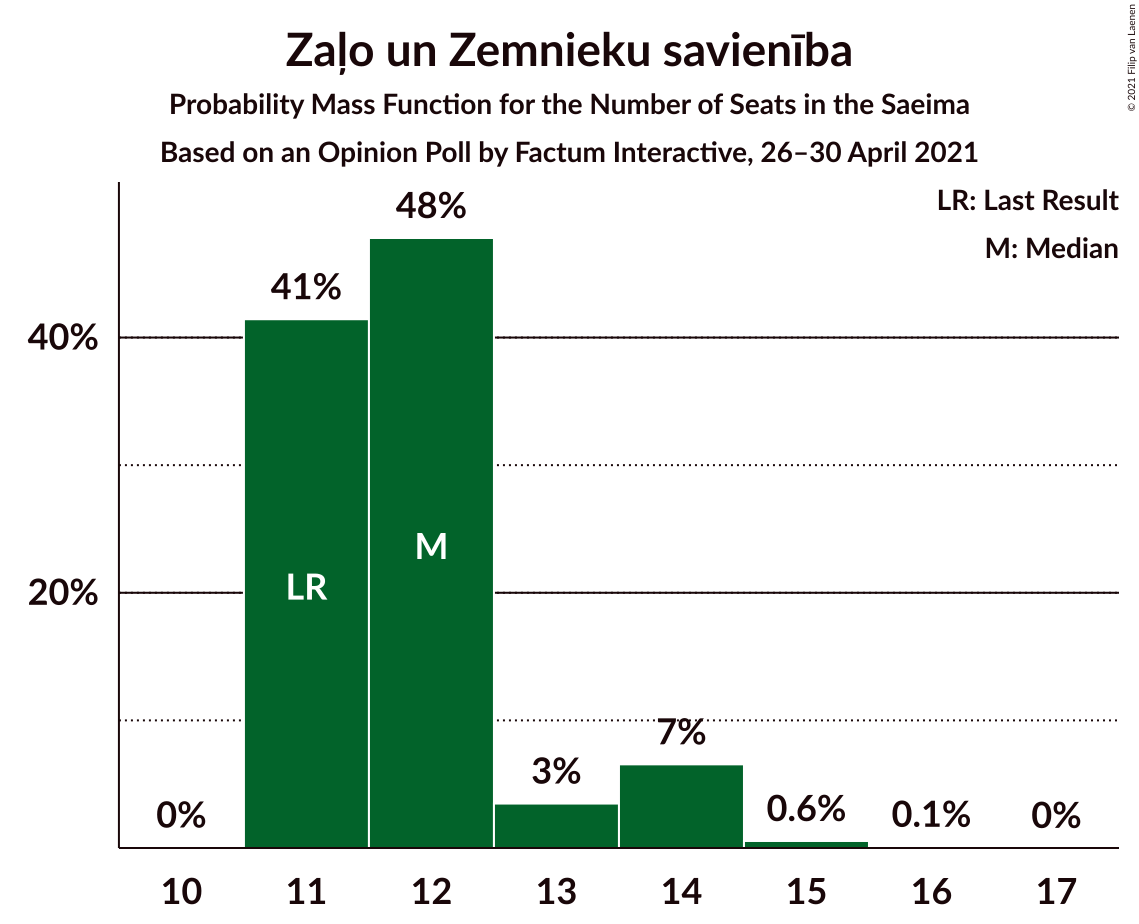 Zaļo un Zemnieku savienība
Probability Mass Function for the Number of Seats in the Saeima
Based on an Opinion Poll by Factum Interactive, 26–30 April 2021
© 2021 Filip van Laenen
LR: Last Result
M: Median
48%
41%
40%
M
LR
20%
7%
3%
0%
0.6%
0.1%
0%
10 11 12 13 14 15 16 17